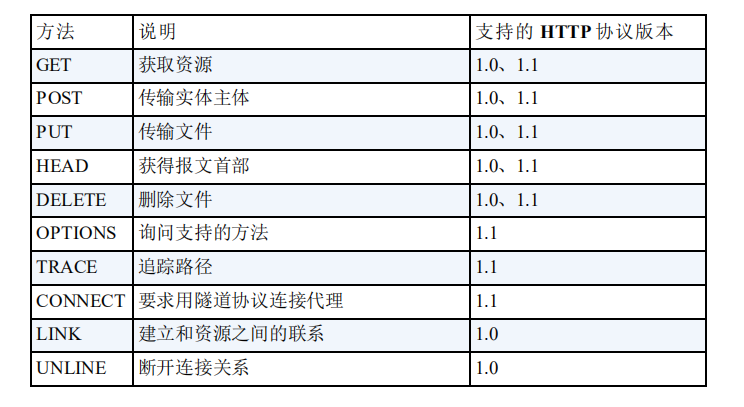 方法 说明 支持的 HTTP 协议版本
GET 获取资源 1.0、1.1
POST 传输实体主体 1.0、1.1
PUT 传输文件 1.0、1.1
HEAD 获得报文首部 1.0、1.1
DELETE 删除文件 1.0、1.1
OPTIONS 询问支持的方法 1.1
TRACE 追踪路径 1.1
CONNECT 要求用隧道协议连接代理 1.1
LINK 建立和资源之间的联系 1.0
UNLINE 断开连接关系 1.0